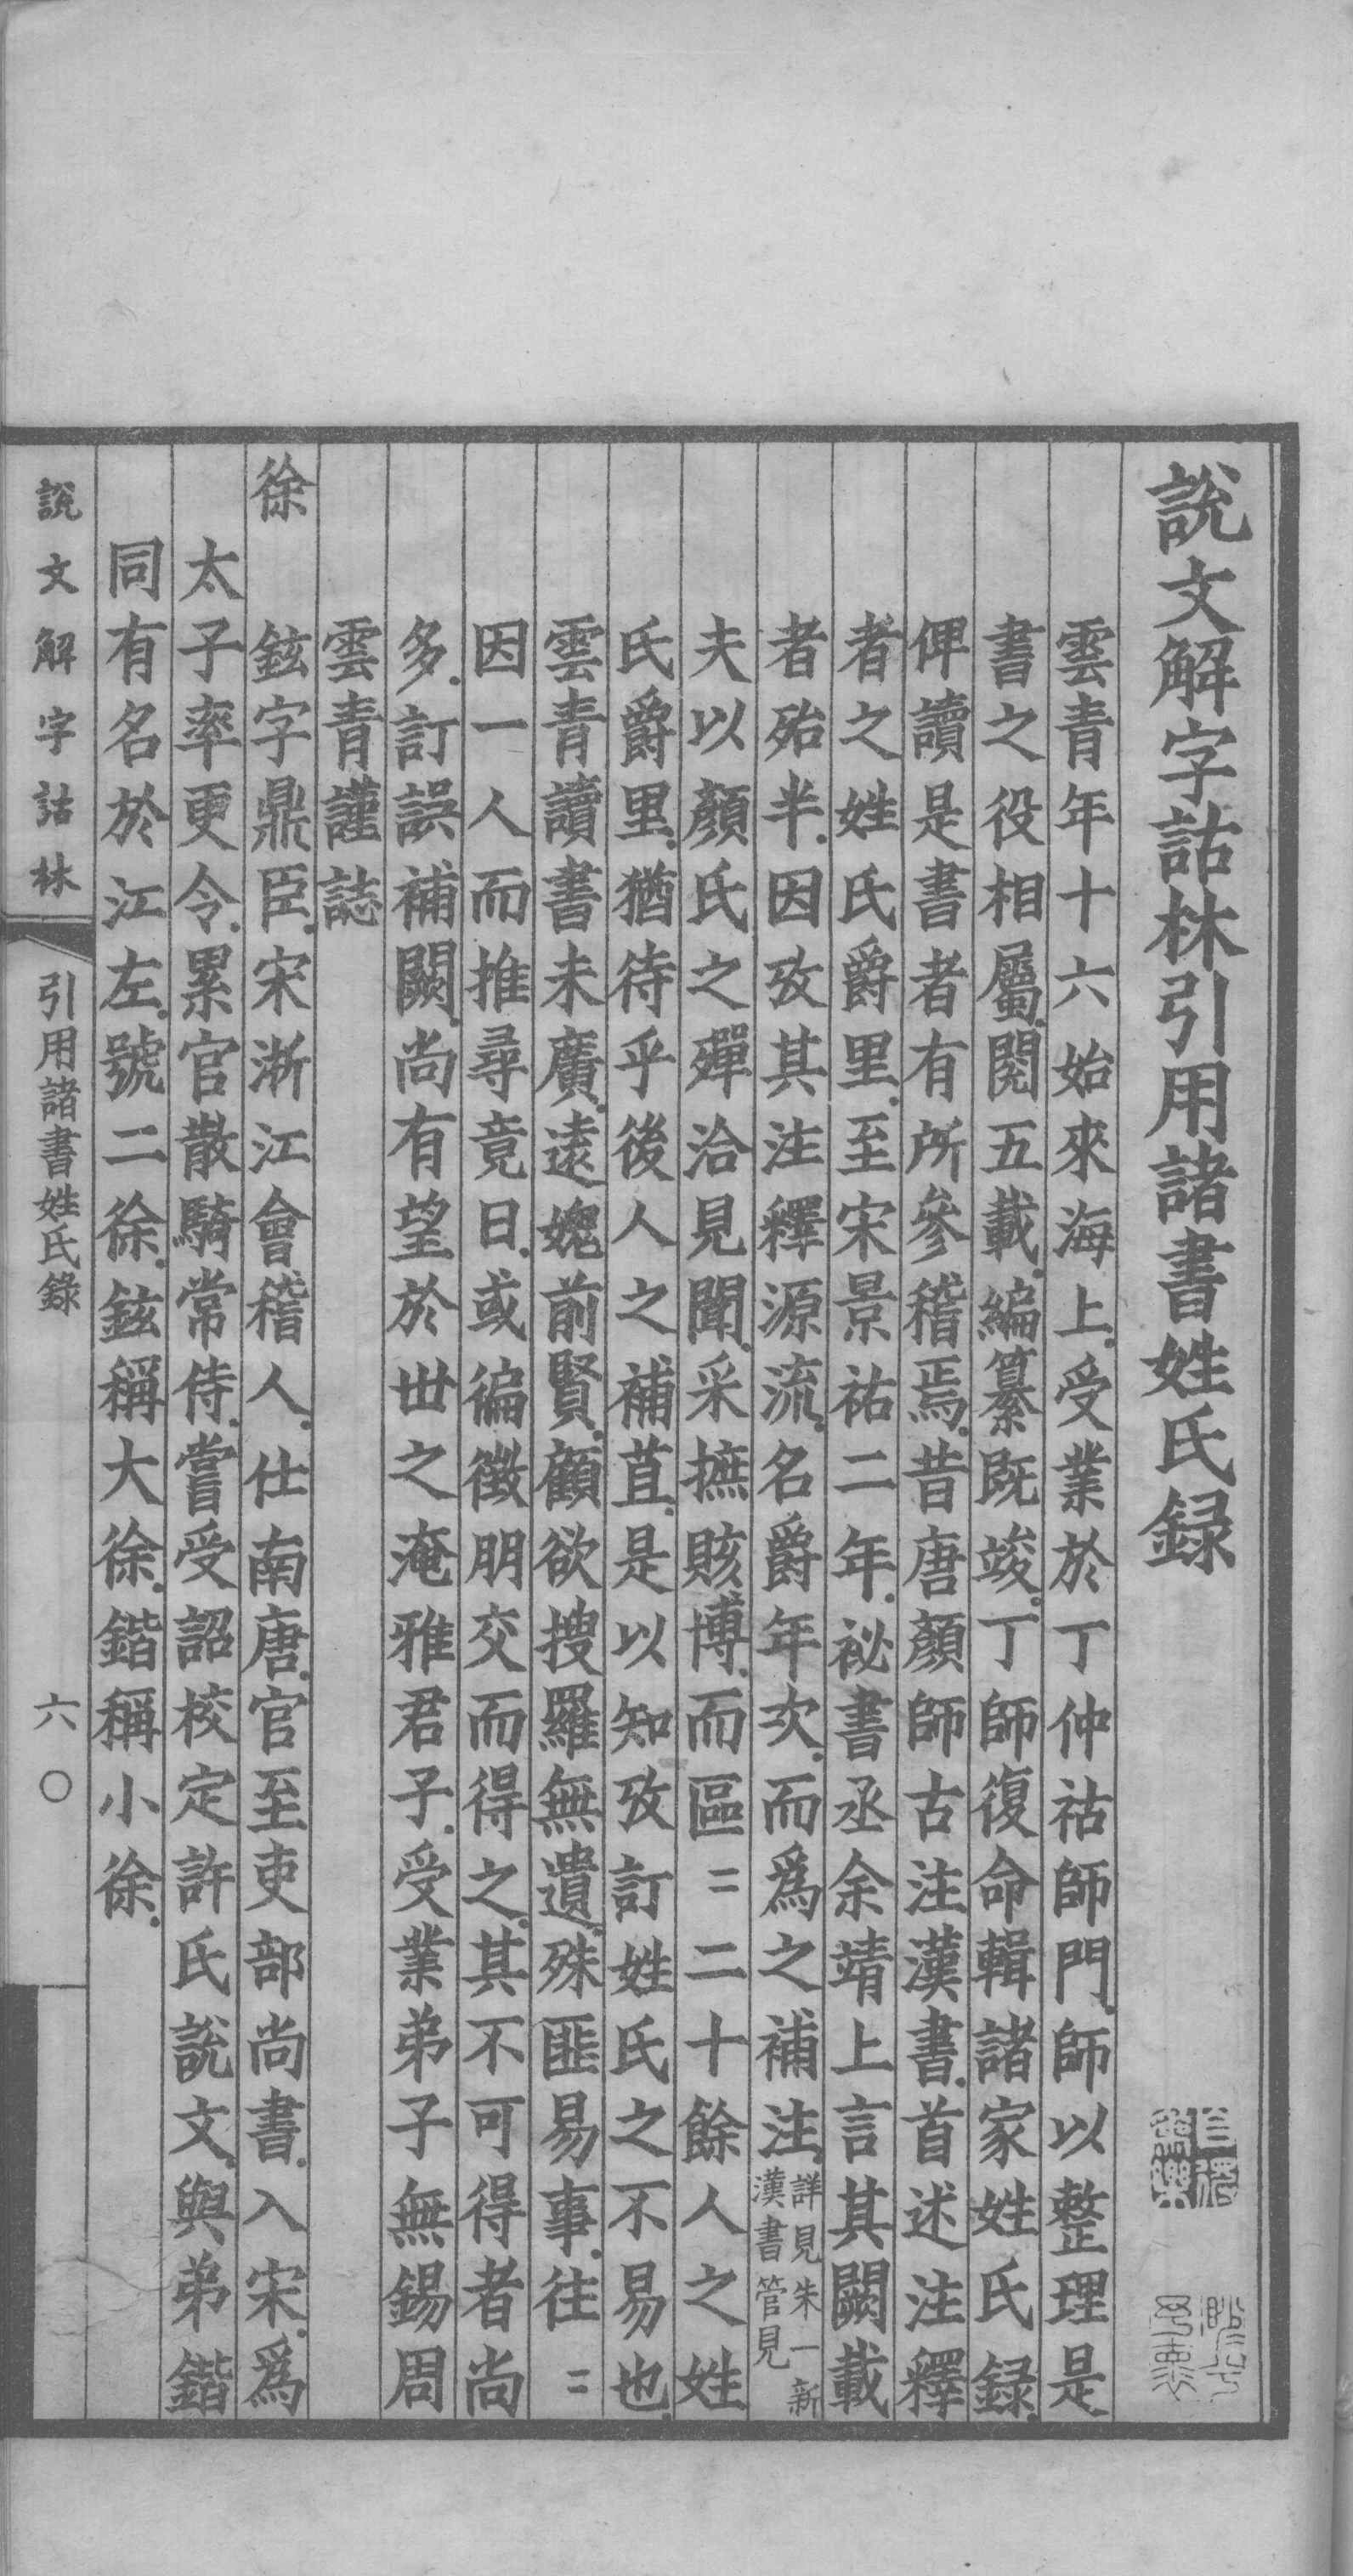 說文解字詁林引用諸書姓氏録
雲青年十六始來海上.受業於丁仲祜師門.師以整理是
書之役相屬.閱五載.編纂既竣.丁師復命輯諸家姓氏録.
俾讀是書者有所參稽焉.昔唐顏師古注漢書.首述注釋
者之姓氏爵里.至宋景祐二年.祕書丞余靖上言其闕載
者殆半.因攷其注釋源流.名爵年次.而爲之補注.詳見朱一新漢書管見
夫以顏氏之殫洽見聞.采摭賅博.而區〻二十餘人之姓
氏爵里.猶待乎後人之補苴.是以知攷訂姓氏之不易也.
雲青讀書未廣.遠媿前賢.顧欲搜羅無遺.殊匪易事.往〻
因一人而推尋竟日.或徧徵朋交而得之.其不可得者尚
多.訂誤補闕.尚有望於世之淹雅君子.受業弟子無錫周
雲青謹誌
徐鉉字鼎臣.宋浙江會稽人.仕南唐.官至吏部尚書.入宋.爲
太子率更令.累官散騎常侍.嘗受詔校定許氏說文.與弟鍇
同有名於江左.號二徐.鉉稱大徐.鍇稱小徐.
說文解字詁林
引用諸書姓氏錄
六〇